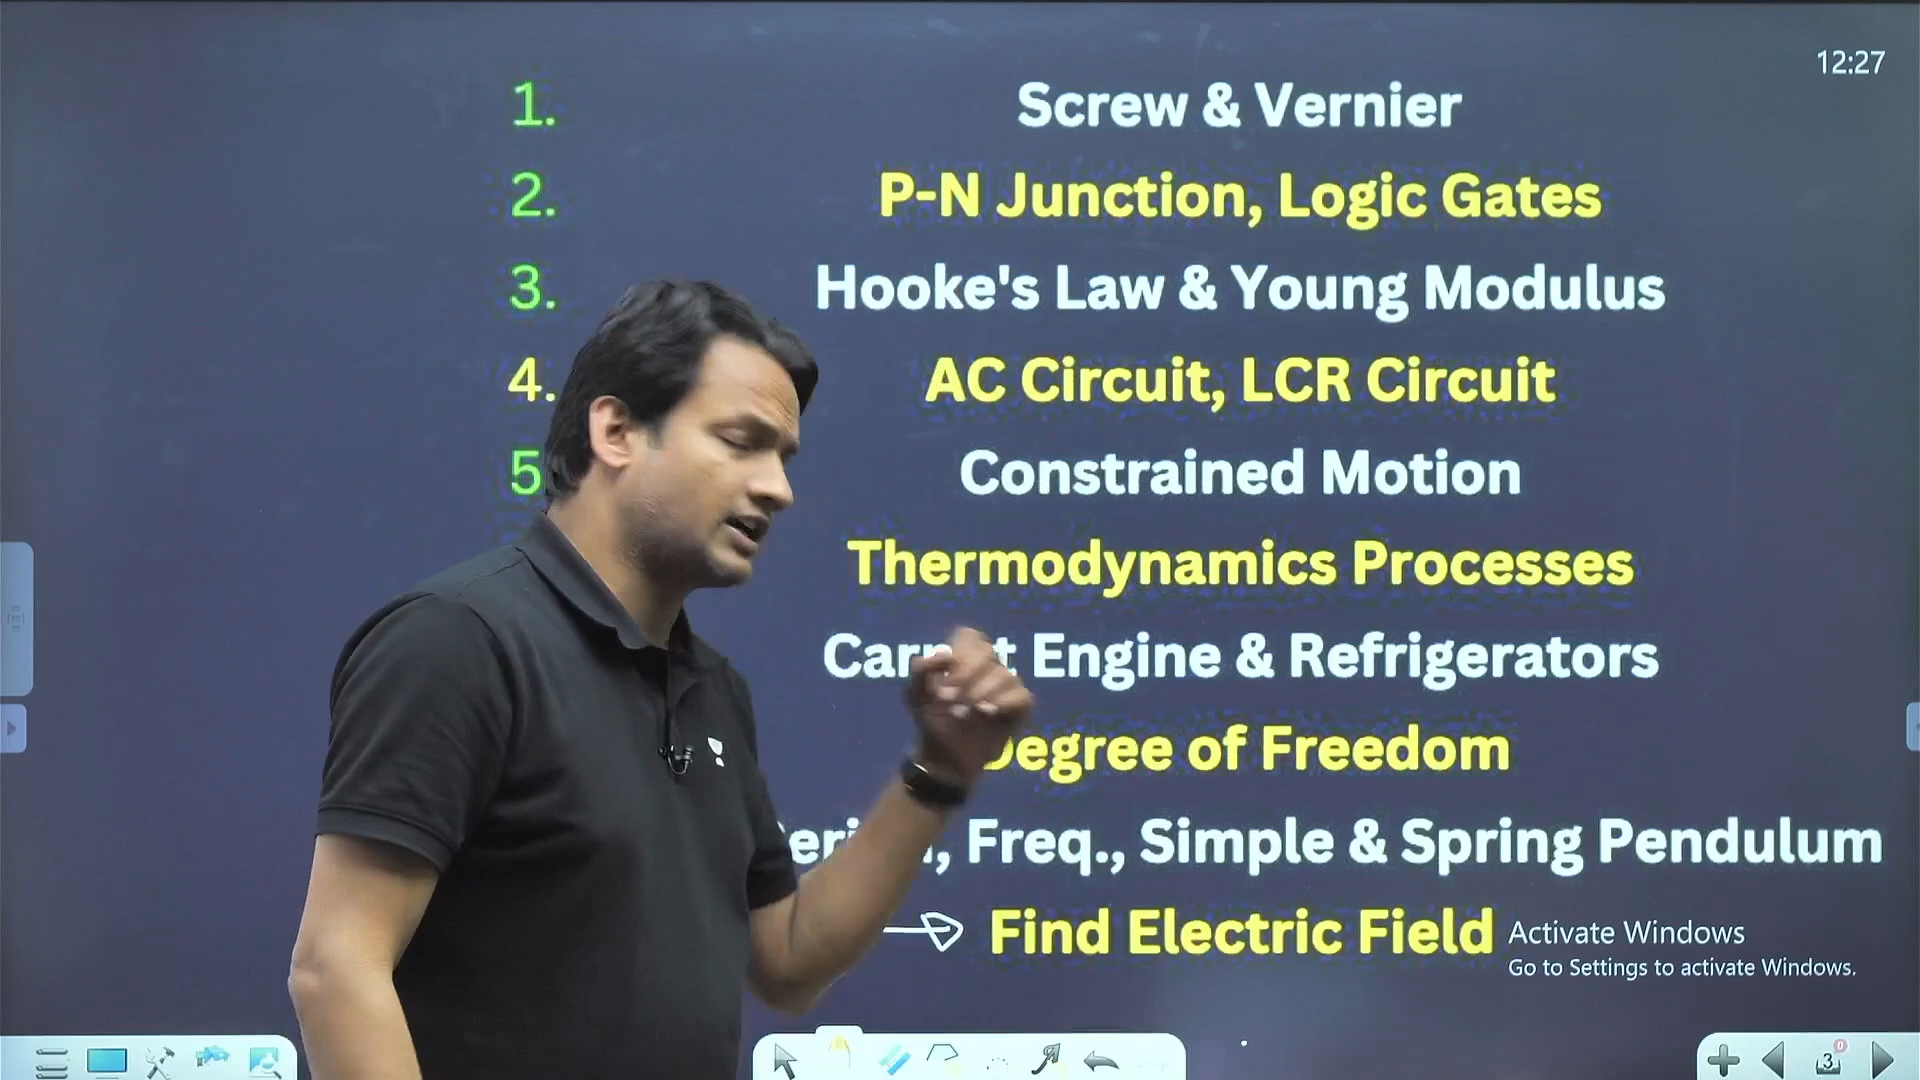 12:27
1. Screw & Vernier
2. P-N Junction, Logic Gates
3. Hooke's Law & Young Modulus
4. AC Circuit, LCR Circuit
5 Constrained Motion
Thermodynamics Processes
Engine & Refrigerators
Degree of Freedom
Freq., Simple & Spring Pendulum
Find Electric Field
Activate Windows
Go to Settings to activate Windows.
3
0